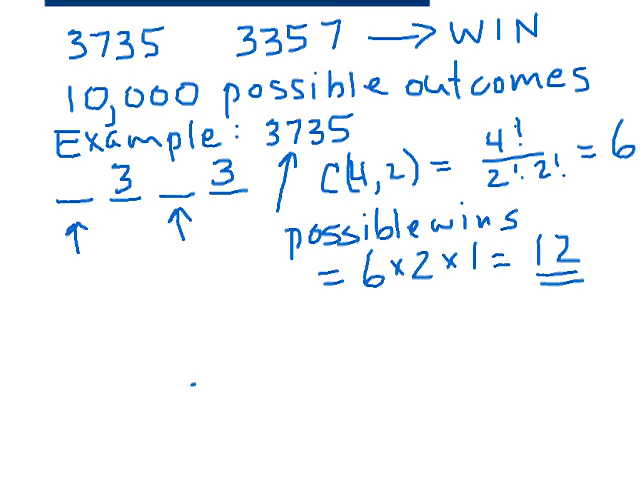 3735 3357 → WIN
10,000 possible outcomes
Example: 3735
_ 3 _ 3 ↑ C(4,2) = 4!/2!·2! = 6
↑ ↑
possible wins
= 6×2×1 = 12